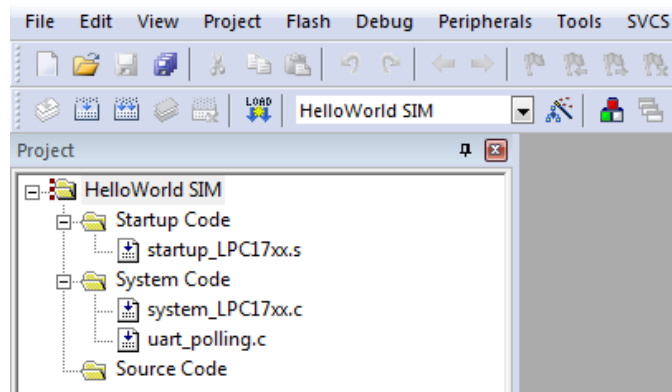 File Edit View Project Flash Debug Peripherals Tools SVCS
LOAD HelloWorld SIM
Project
HelloWorld SIM
Startup Code
startup_LPC17xx.s
System Code
system_LPC17xx.c
uart_polling.c
Source Code